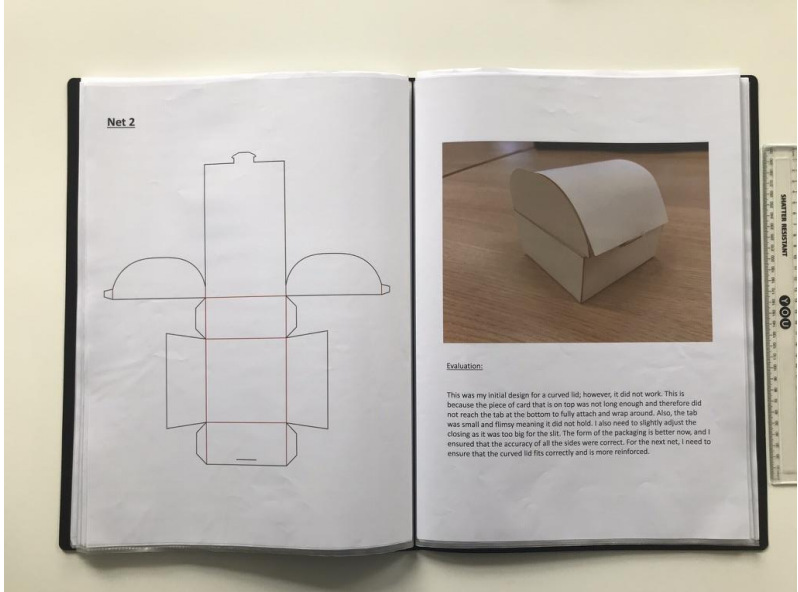 Net 2
Evaluation:
This was my initial design for a curved lid; however, it did not work. This is
because the piece of card that is on top was not long enough and therefore did
not reach the tab at the bottom to fully attach and wrap around. Also, the tab
was small and flimsy meaning it did not hold. I also need to slightly adjust the
closing as it was too big for the slit. The form of the packaging is better now, and I
ensured that the accuracy of all the sides were correct. For the next net, I need to
ensure that the curved lid fits correctly and is more reinforced.
SHATTER RESISTANT
YOU